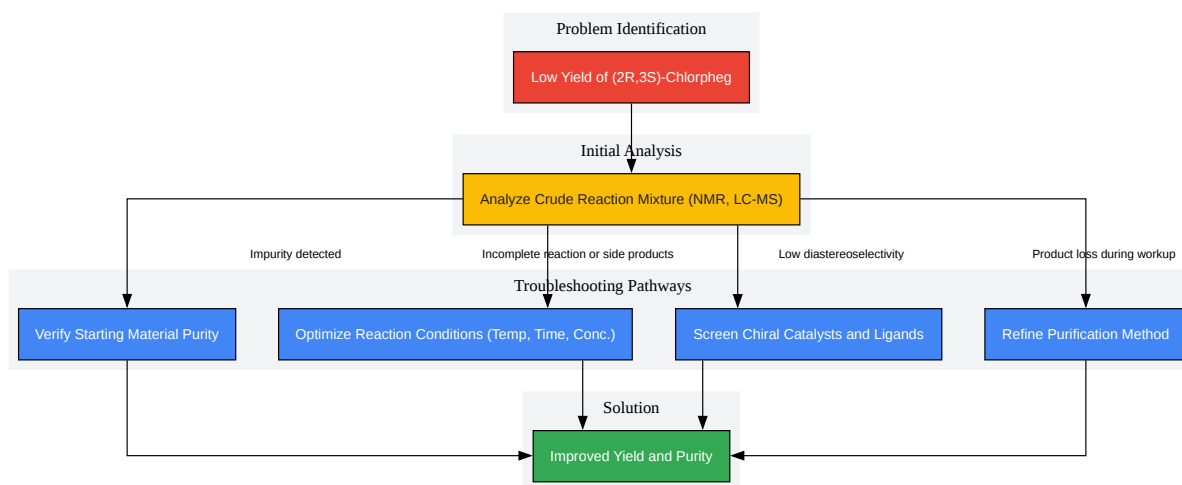 Problem Identification
Low Yield of (2R,3S)-Chlorpheg
Initial Analysis
Analyze Crude Reaction Mixture (NMR, LC-MS)
Impurity detected
Incomplete reaction or side products
Low diastereoselectivity
Product loss during workup
Troubleshooting Pathways
Verify Starting Material Purity
Optimize Reaction Conditions (Temp, Time, Conc.)
Screen Chiral Catalysts and Ligands
Refine Purification Method
Solution
Improved Yield and Purity